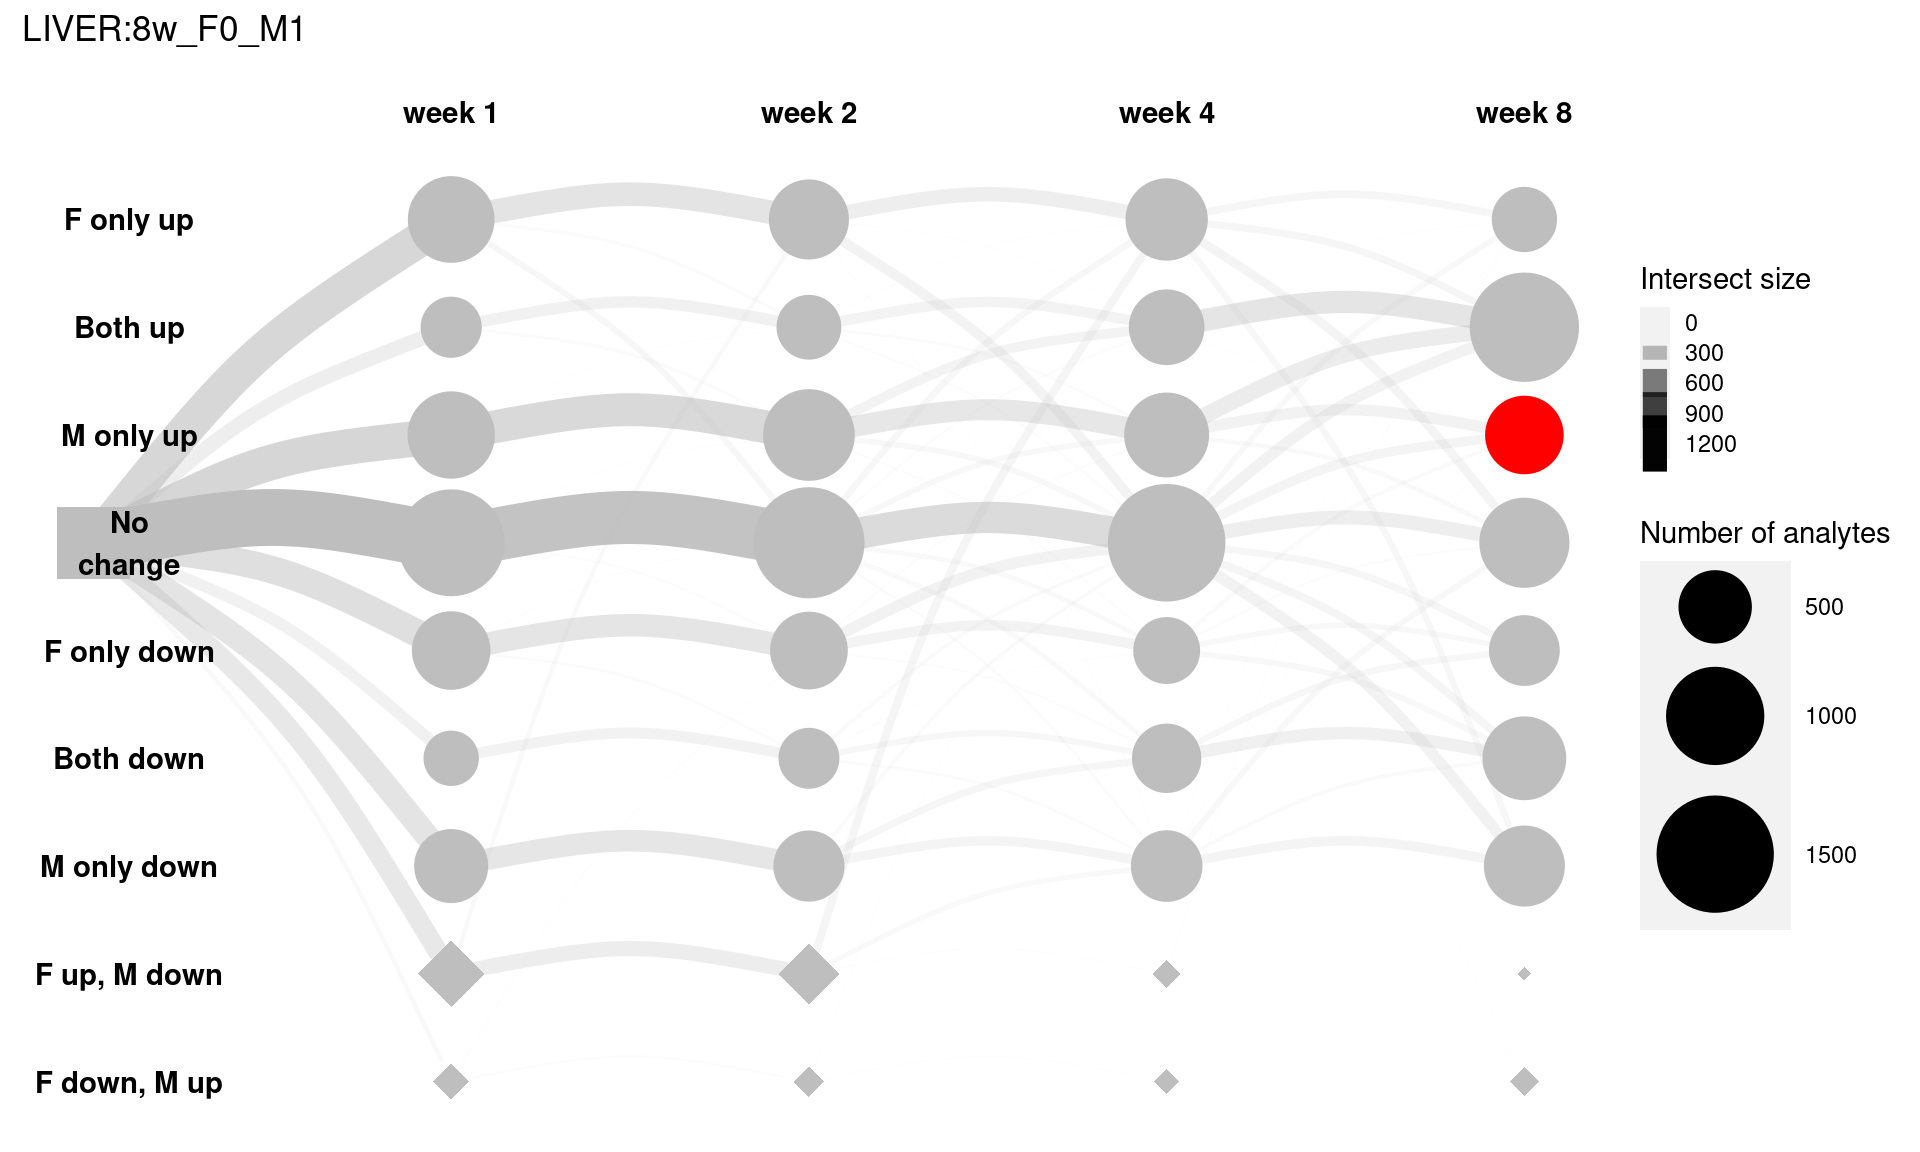 LIVER:8w_F0_M1
week 1
week 2
week 4
week 8
F only up
Both up
M only up
No
change
F only down
Both down
M only down
F up, M down
F down, M up
Intersect size
0
300
600
900
1200
Number of analytes
500
1000
1500